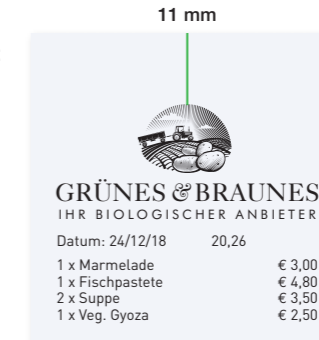 11 mm
GRÜNES & BRAUNES
IHR BIOLOGISCHER ANBIETER
Datum: 24/12/18 20,26
1 x Marmelade € 3,00
1 x Fischpastete € 4,80
2 x Suppe € 3,50
1 x Veg. Gyoza € 2,50